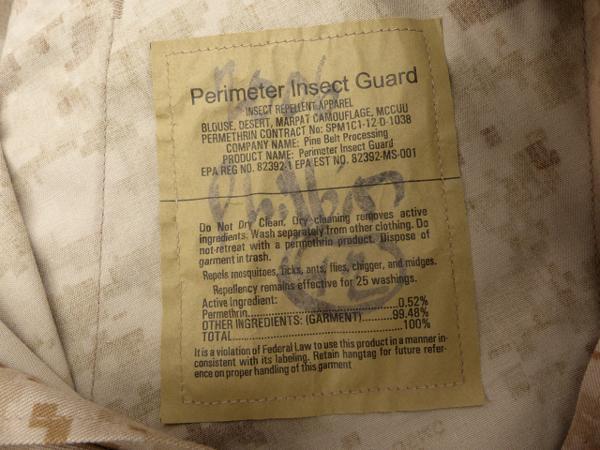 Perimeter Insect Guard
INSECT REPELLENT APPAREL
BLOUSE, DESERT, MARPAT CAMOUFLAGE, MCCUU
PERMETHRIN CONTRACT No: SPM1C1-12-D-1038
COMPANY NAME: Pine Belt Processing
PRODUCT NAME: Perimeter Insect Guard
EPA REG NO. 82392-1 EPA EST NO. 82392-MS-001
Do Not Dry Clean. Dry cleaning removes active
ingredients. Wash separately from other clothing. Do
not-retreat with a permethrin product. Dispose of
garment in trash.
Repels mosquitoes, ticks, ants, flies, chigger, and midges.
Repellency remains effective for 25 washings.
Active ingredient:
Permethrin..............................0.52%
OTHER INGREDIENTS: (GARMENT).......99.48%
TOTAL..............................100%
It is a violation of Federal Law to use this product in a manner in-
consistent with its labeling. Retain hangtag for future refer-
ence on proper handling of this garment